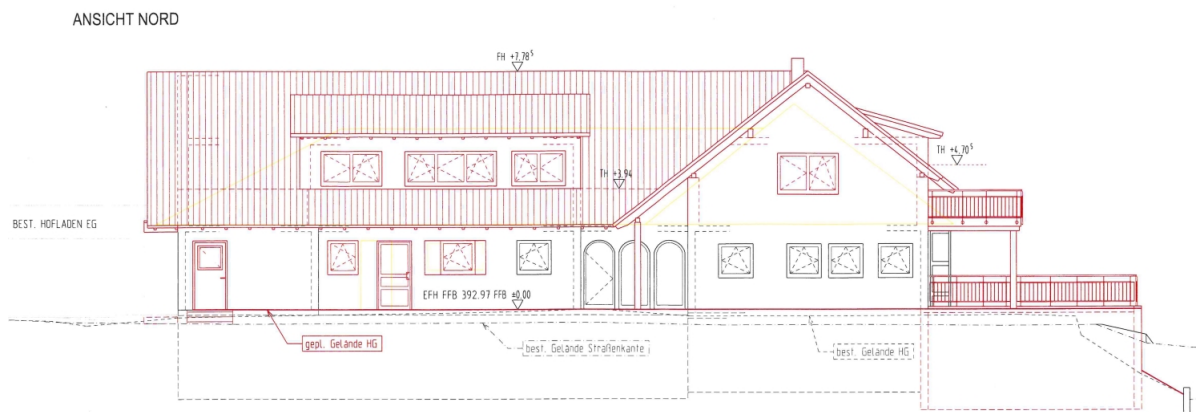 ANSICHT NORD
FH +7.78⁵
TH +4.70⁵
TH +3.94
BEST. HOFLADEN EG
EFH FFB 392.97 FFB ±0.00
gepl. Gelände HG
best. Gelände Straßenkante
best. Gelände HG